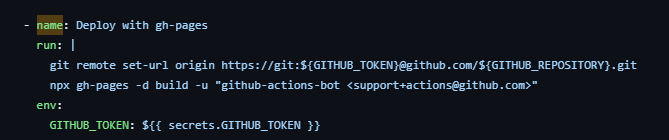 - name: Deploy with gh-pages
run: |
git remote set-url origin https://git:${GITHUB_TOKEN}@github.com/${GITHUB_REPOSITORY}.git
npx gh-pages -d build -u "github-actions-bot <support+actions@github.com>"
env:
GITHUB_TOKEN: ${{ secrets.GITHUB_TOKEN }}